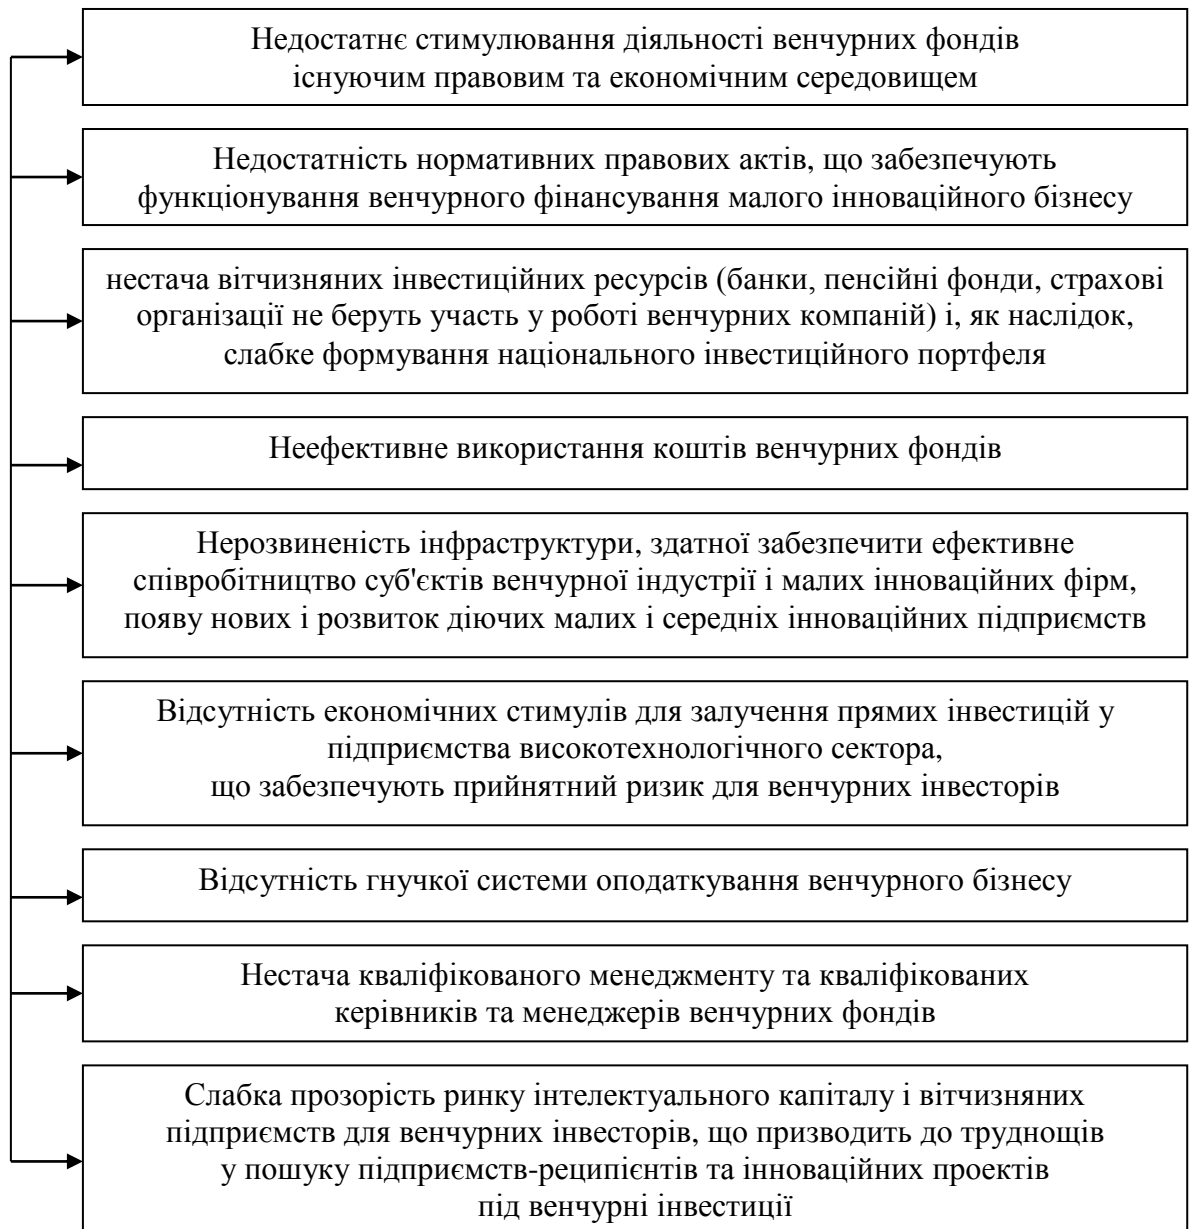 Недостатнє стимулювання діяльності венчурних фондів
існуючим правовим та економічним середовищем
Недостатність нормативних правових актів, що забезпечують
функціонування венчурного фінансування малого інноваційного бізнесу
нестача вітчизняних інвестиційних ресурсів (банки, пенсійні фонди, страхові
організації не беруть участь у роботі венчурних компаній) і, як наслідок,
слабке формування національного інвестиційного портфеля
Неефективне використання коштів венчурних фондів
Нерозвиненість інфраструктури, здатної забезпечити ефективне
співробітництво суб'єктів венчурної індустрії і малих інноваційних фірм,
появу нових і розвиток діючих малих і середніх інноваційних підприємств
Відсутність економічних стимулів для залучення прямих інвестицій у
підприємства високотехнологічного сектора,
що забезпечують прийнятний ризик для венчурних інвесторів
Відсутність гнучкої системи оподаткування венчурного бізнесу
Нестача кваліфікованого менеджменту та кваліфікованих
керівників та менеджерів венчурних фондів
Слабка прозорість ринку інтелектуального капіталу і вітчизняних
підприємств для венчурних інвесторів, що призводить до труднощів
у пошуку підприємств-реципієнтів та інноваційних проектів
під венчурні інвестиції